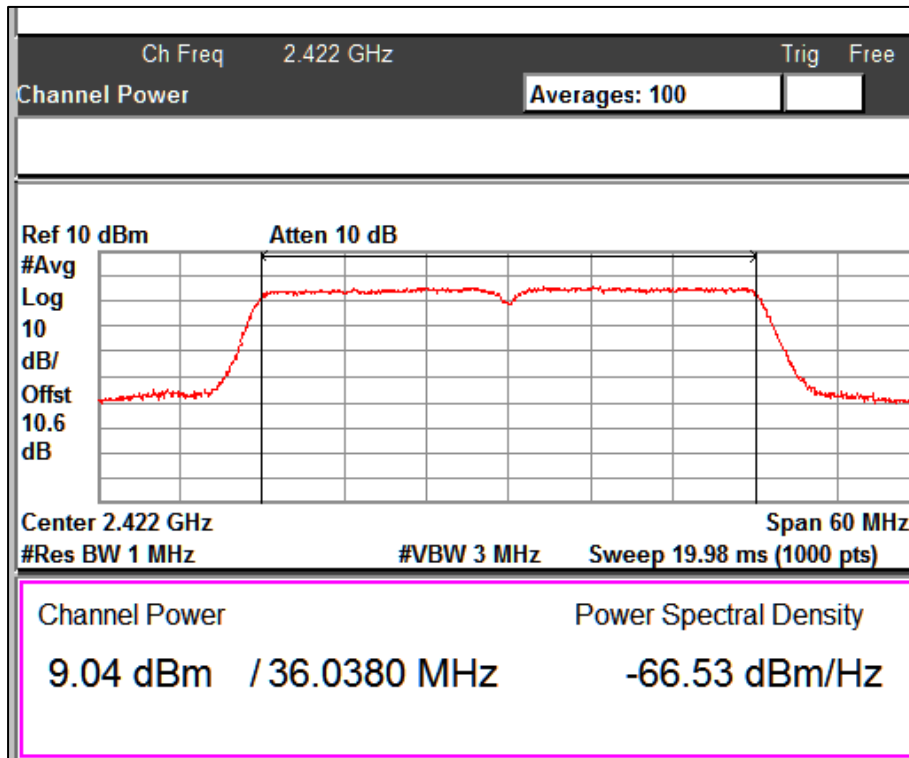 Ch Freq 2.422 GHz Trig Free
Channel Power Averages: 100
Ref 10 dBm Atten 10 dB
#Avg
Log
10
dB/
Offst
10.6
dB
Center 2.422 GHz Span 60 MHz
#Res BW 1 MHz #VBW 3 MHz Sweep 19.98 ms (1000 pts)
Channel Power Power Spectral Density
9.04 dBm / 36.0380 MHz -66.53 dBm/Hz